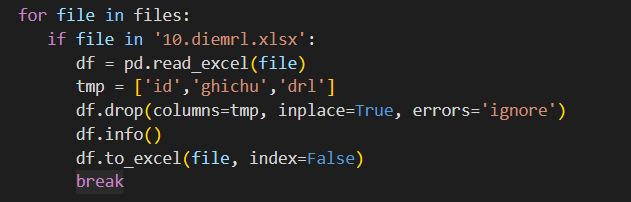 for file in files:
    if file in '10.diemrl.xlsx':
        df = pd.read_excel(file)
        tmp = ['id','ghichu','drl']
        df.drop(columns=tmp, inplace=True, errors='ignore')
        df.info()
        df.to_excel(file, index=False)
        break